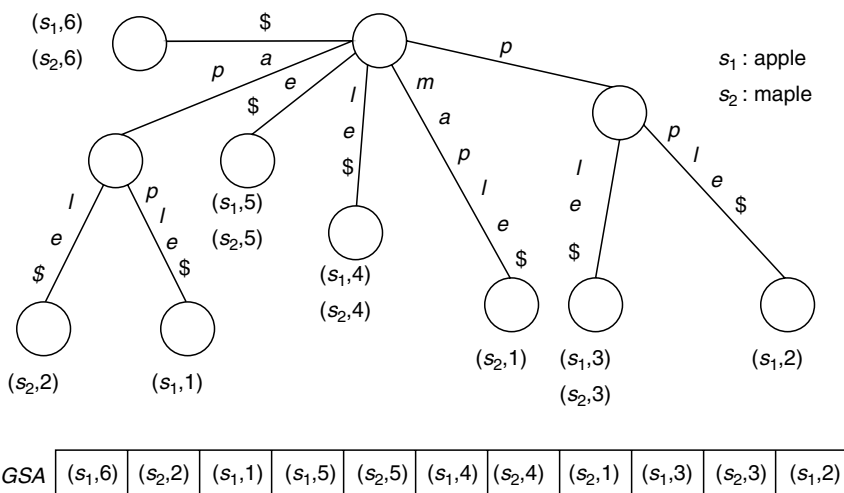 (s₁,6)
(s₂,6)
$
p a
$ e
l
e
$
m
a
p
l
e
$
p
s₁ : apple
s₂ : maple
l
e
$
p
l
e
$
(s₁,5)
(s₂,5)
(s₁,4)
(s₂,4)
l
e
$
p
l
e
$
(s₂,2)
(s₁,1)
(s₂,1)
(s₁,3)
(s₂,3)
(s₁,2)
GSA (s₁,6) (s₂,2) (s₁,1) (s₁,5) (s₂,5) (s₁,4) (s₂,4) (s₂,1) (s₁,3) (s₂,3) (s₁,2)